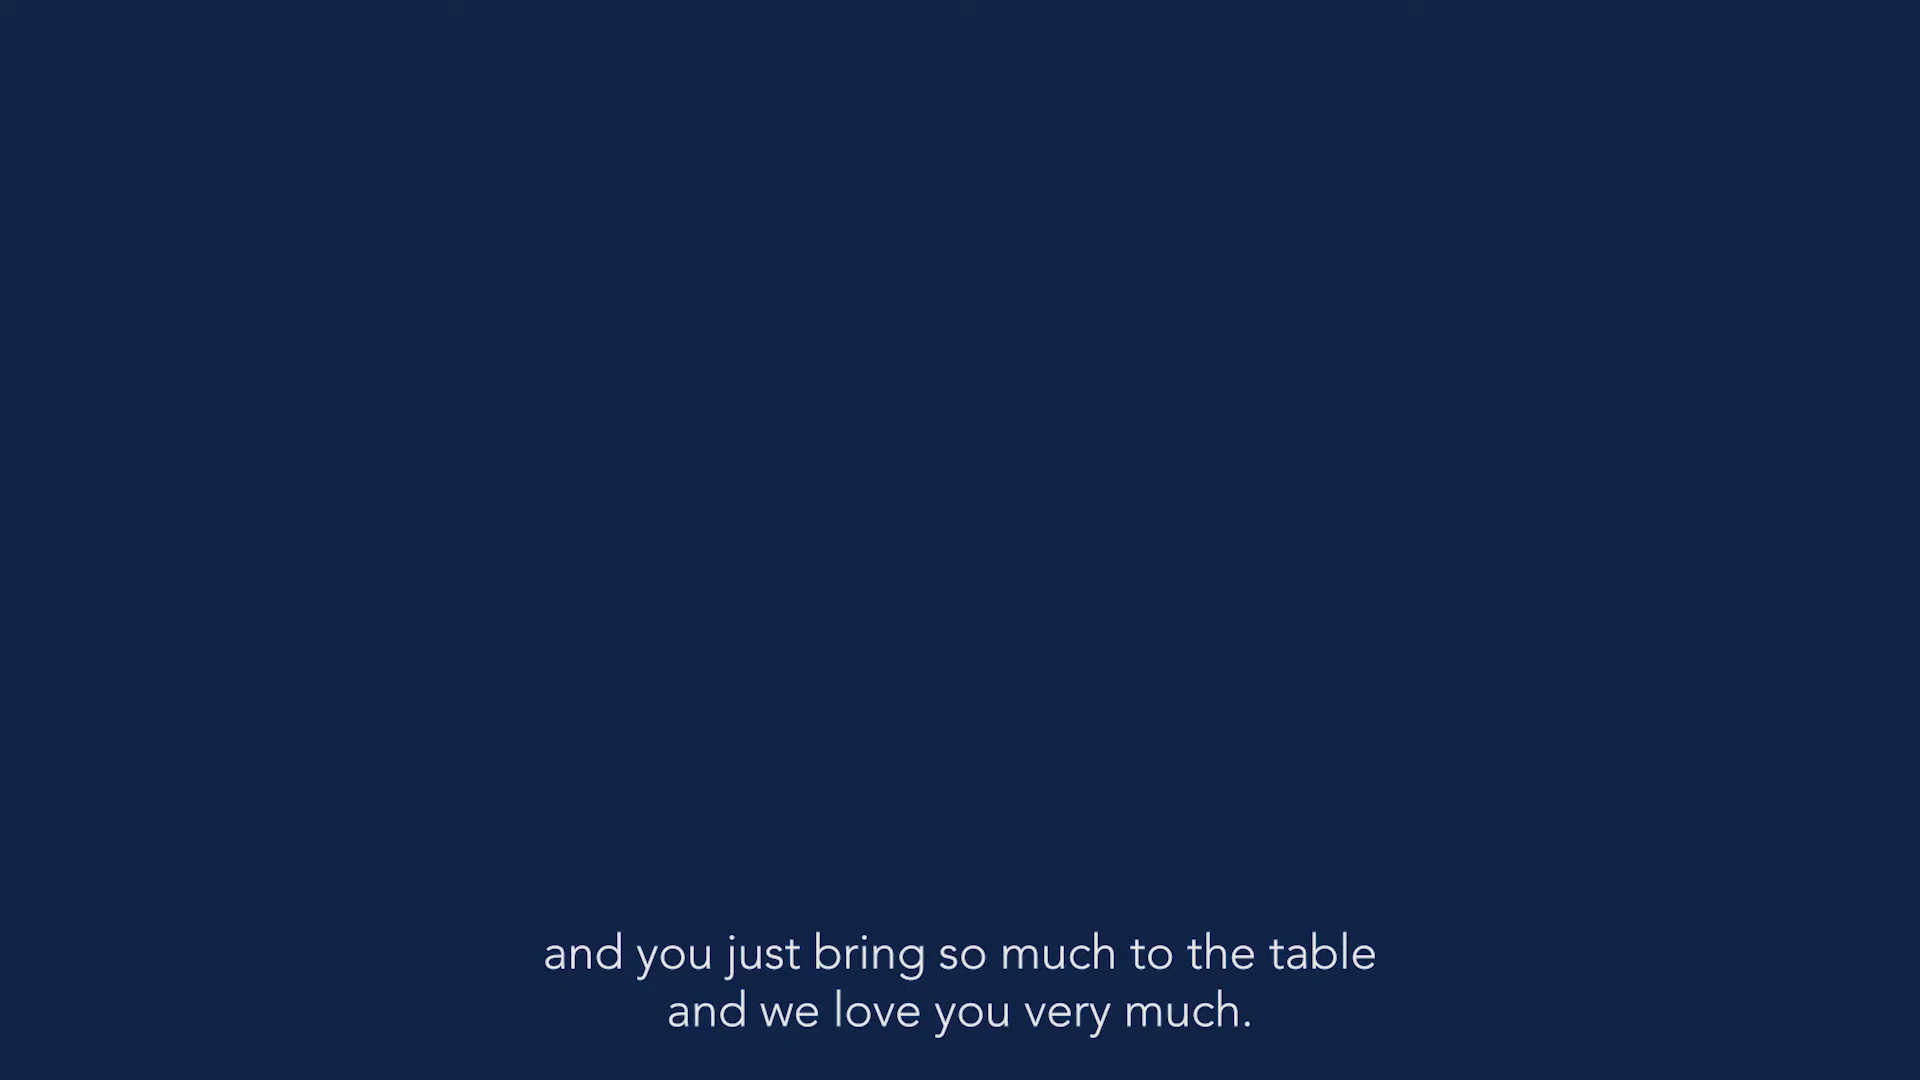 and you just bring so much to the table
and we love you very much.